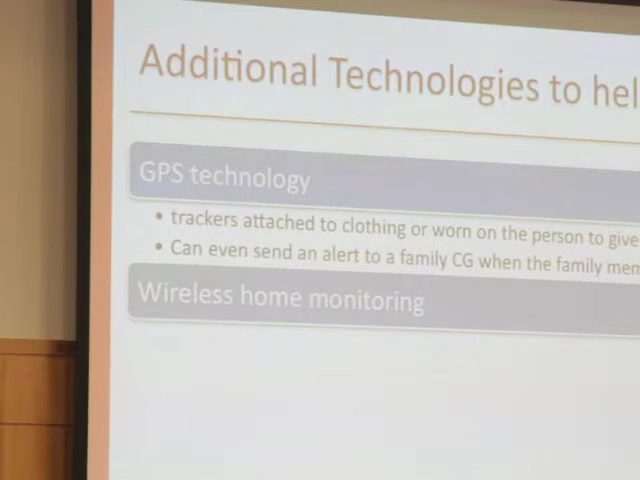 Additional Technologies to hel
GPS technology
• trackers attached to clothing or worn on the person to give
• Can even send an alert to a family CG when the family mem
Wireless home monitoring